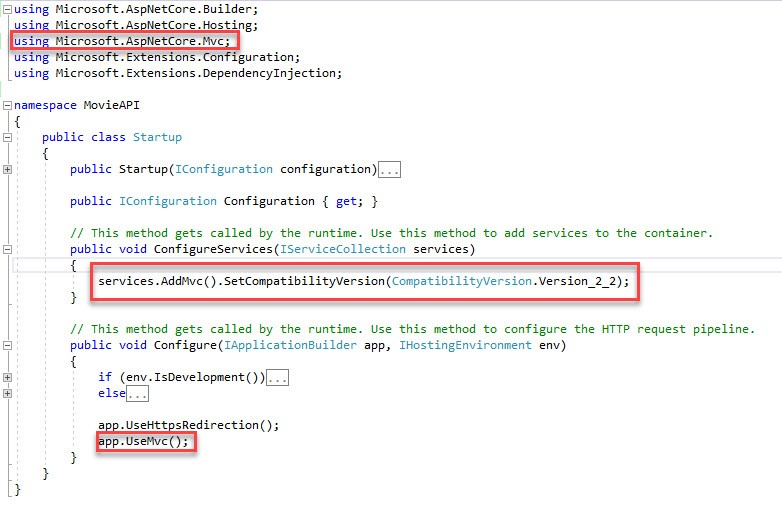 using Microsoft.AspNetCore.Builder;
using Microsoft.AspNetCore.Hosting;
using Microsoft.AspNetCore.Mvc;
using Microsoft.Extensions.Configuration;
using Microsoft.Extensions.DependencyInjection;
namespace MovieAPI
{
public class Startup
{
public Startup(IConfiguration configuration)...
public IConfiguration Configuration { get; }
// This method gets called by the runtime. Use this method to add services to the container.
public void ConfigureServices(IServiceCollection services)
{
services.AddMvc().SetCompatibilityVersion(CompatibilityVersion.Version_2_2);
}
// This method gets called by the runtime. Use this method to configure the HTTP request pipeline.
public void Configure(IApplicationBuilder app, IHostingEnvironment env)
{
if (env.IsDevelopment())...
else...
app.UseHttpsRedirection();
app.UseMvc();
}
}
}